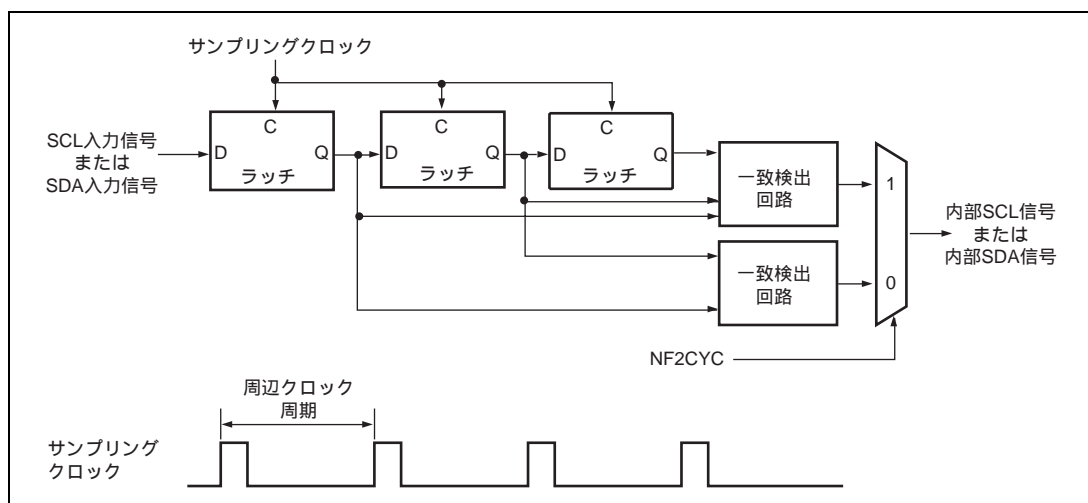 サンプリングクロック
SCL入力信号
または
SDA入力信号
D
C
Q
ラッチ
D
C
Q
ラッチ
D
C
Q
ラッチ
一致検出
回路
一致検出
回路
1
0
内部SCL信号
または
内部SDA信号
NF2CYC
周辺クロック
周期
サンプリング
クロック